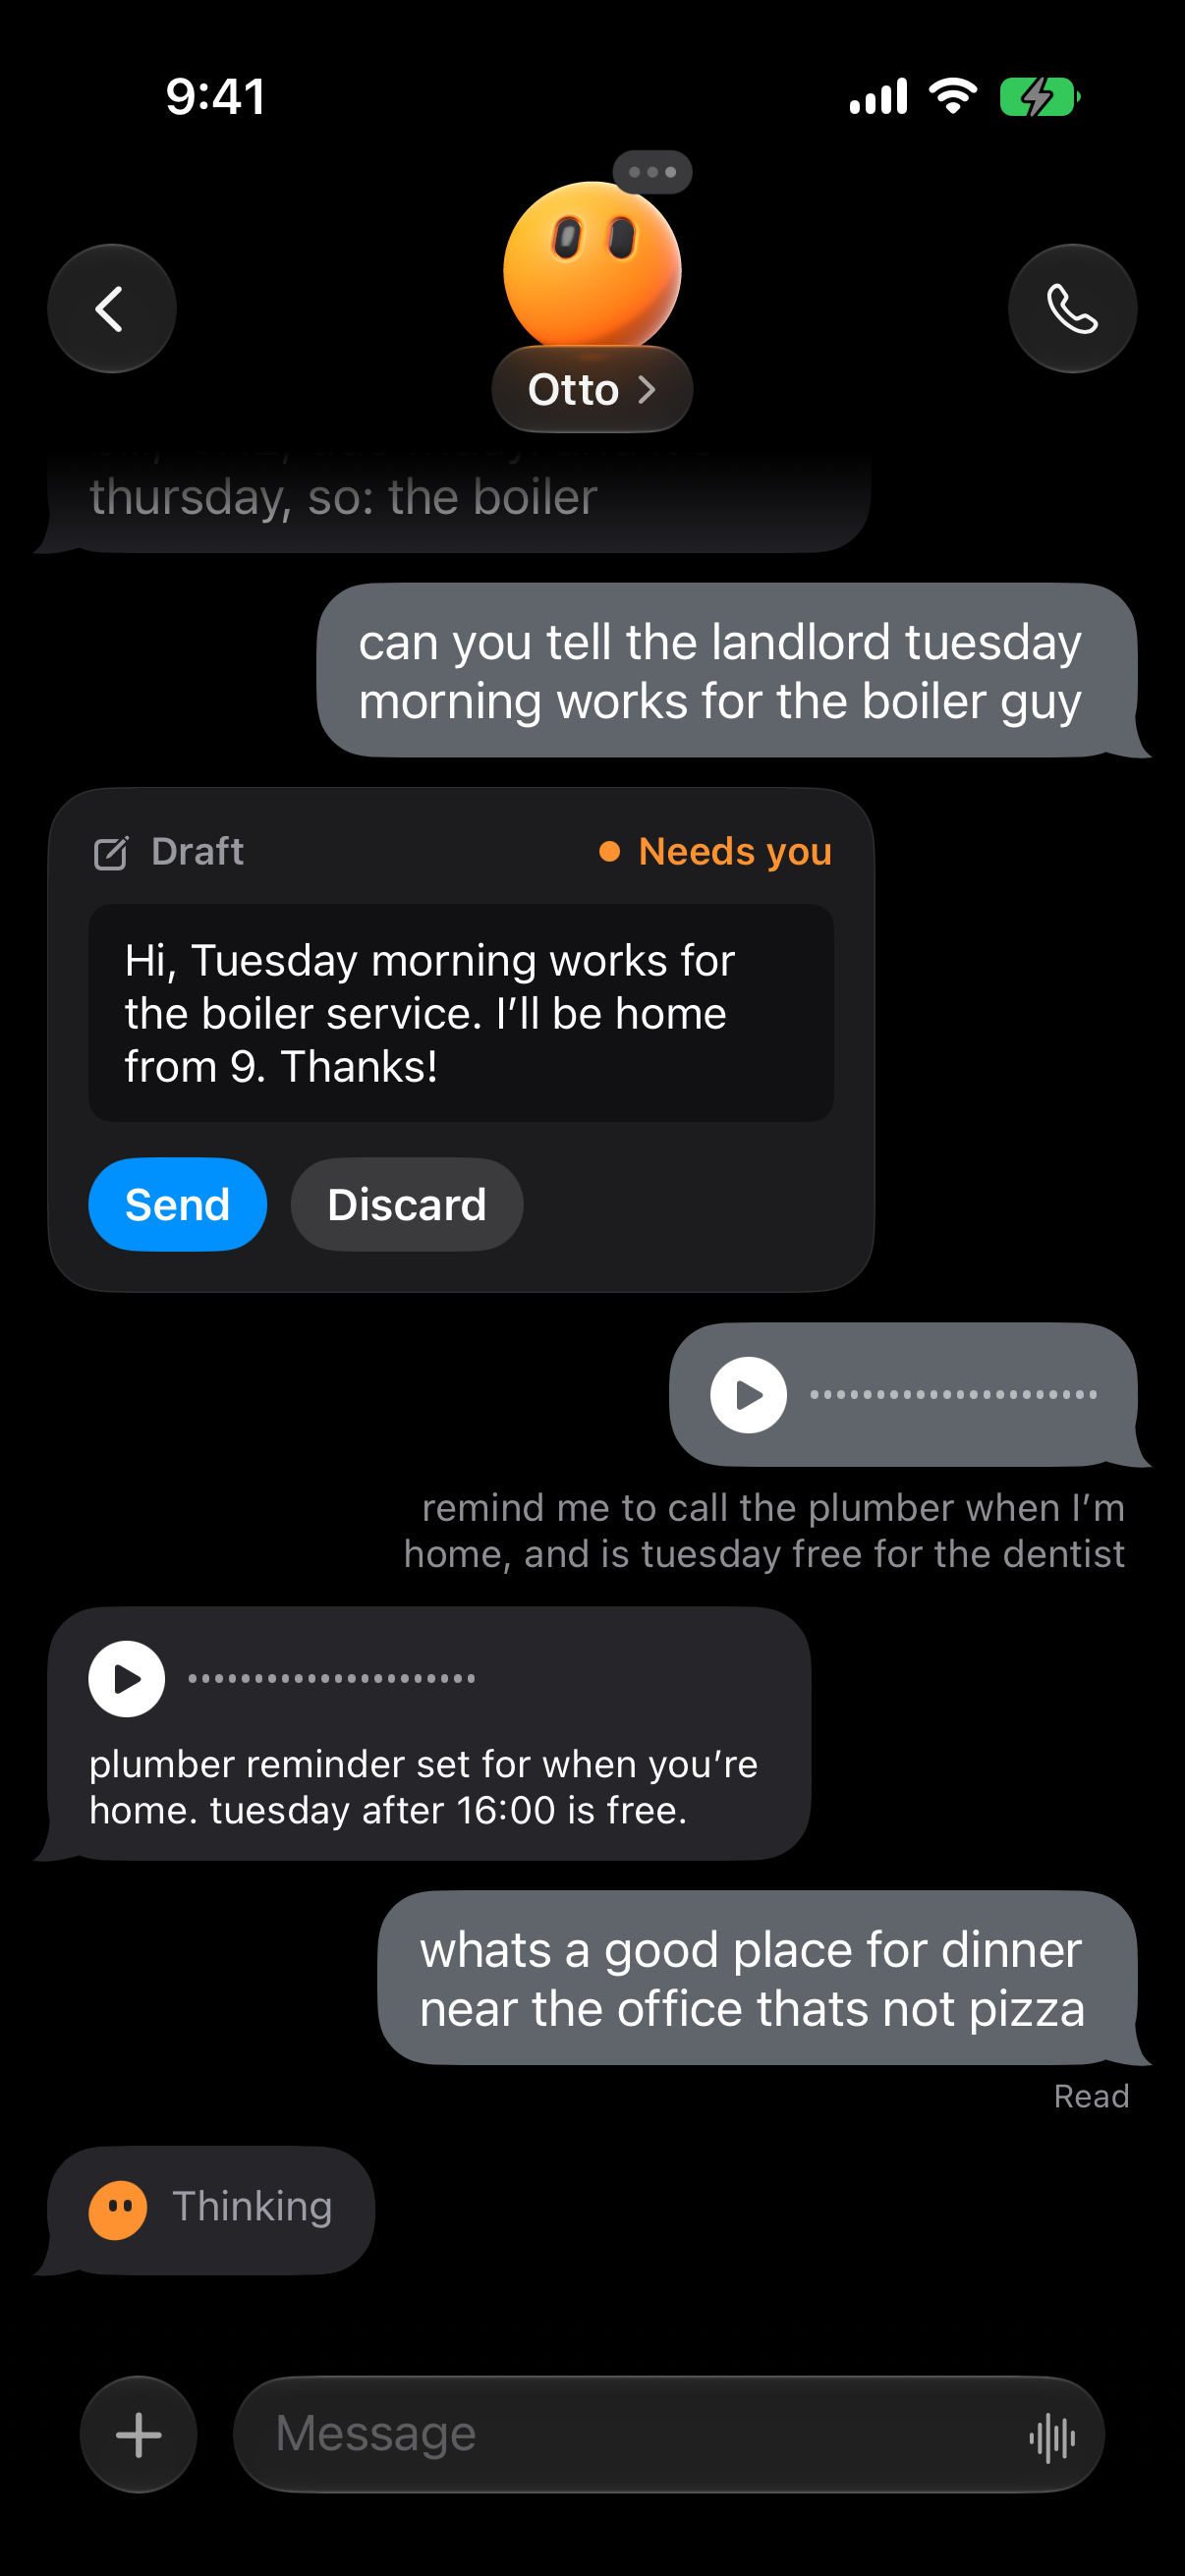 9:41
Otto
thursday, so: the boiler
can you tell the landlord tuesday
morning works for the boiler guy
Draft
Needs you
Hi, Tuesday morning works for
the boiler service. I’ll be home
from 9. Thanks!
Send
Discard
remind me to call the plumber when I’m
home, and is tuesday free for the dentist
plumber reminder set for when you’re
home. tuesday after 16:00 is free.
whats a good place for dinner
near the office thats not pizza
Read
Thinking
Message